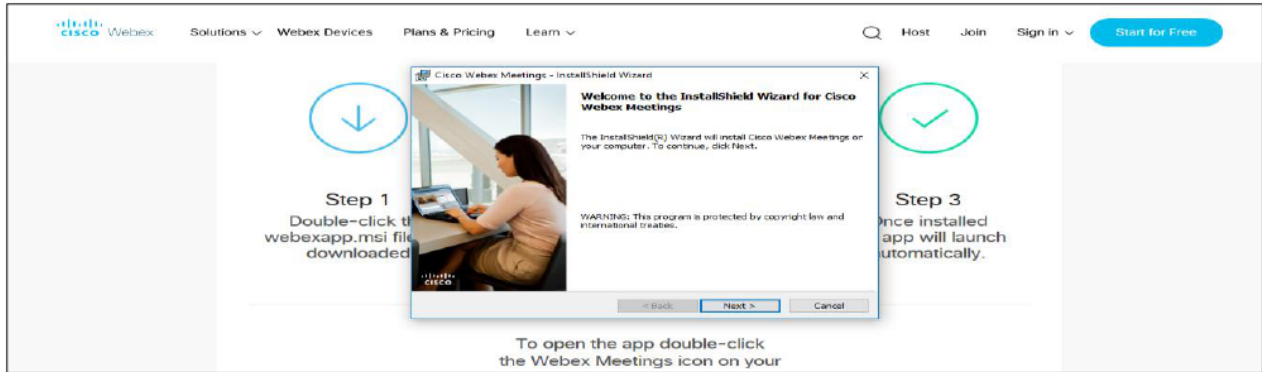 cisco Webex Solutions Webex Devices Plans & Pricing Learn Host Join Sign in Start for Free
Cisco Webex Meetings - InstallShield Wizard
Welcome to the InstallShield Wizard for Cisco
Webex Meetings
The InstallShield(R) Wizard will install Cisco Webex Meetings on
your computer. To continue, click Next.
WARNING: This program is protected by copyright law and
international treaties.
cisco
< Back Next > Cancel
Step 1
Double-click
webexapp.msi
downloaded
Step 3
installed
app will launch
To open the app double-click
the Webex Meetings icon on your